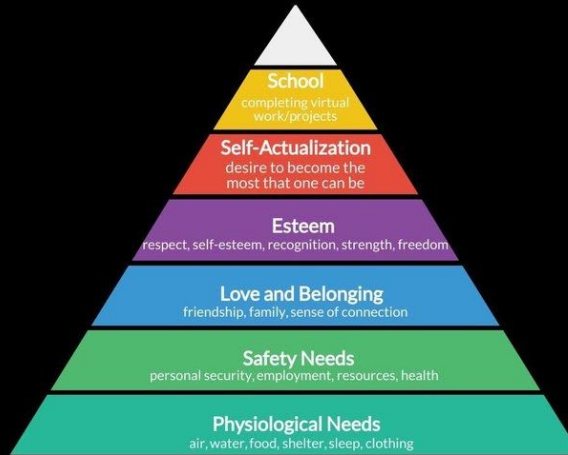 School
completing virtual
work/projects
Self-Actualization
desire to become the
most that one can be
Esteem
respect, self-esteem, recognition, strength, freedom
Love and Belonging
friendship, family, sense of connection
Safety Needs
personal security, employment, resources, health
Physiological Needs
air, water, food, shelter, sleep, clothing